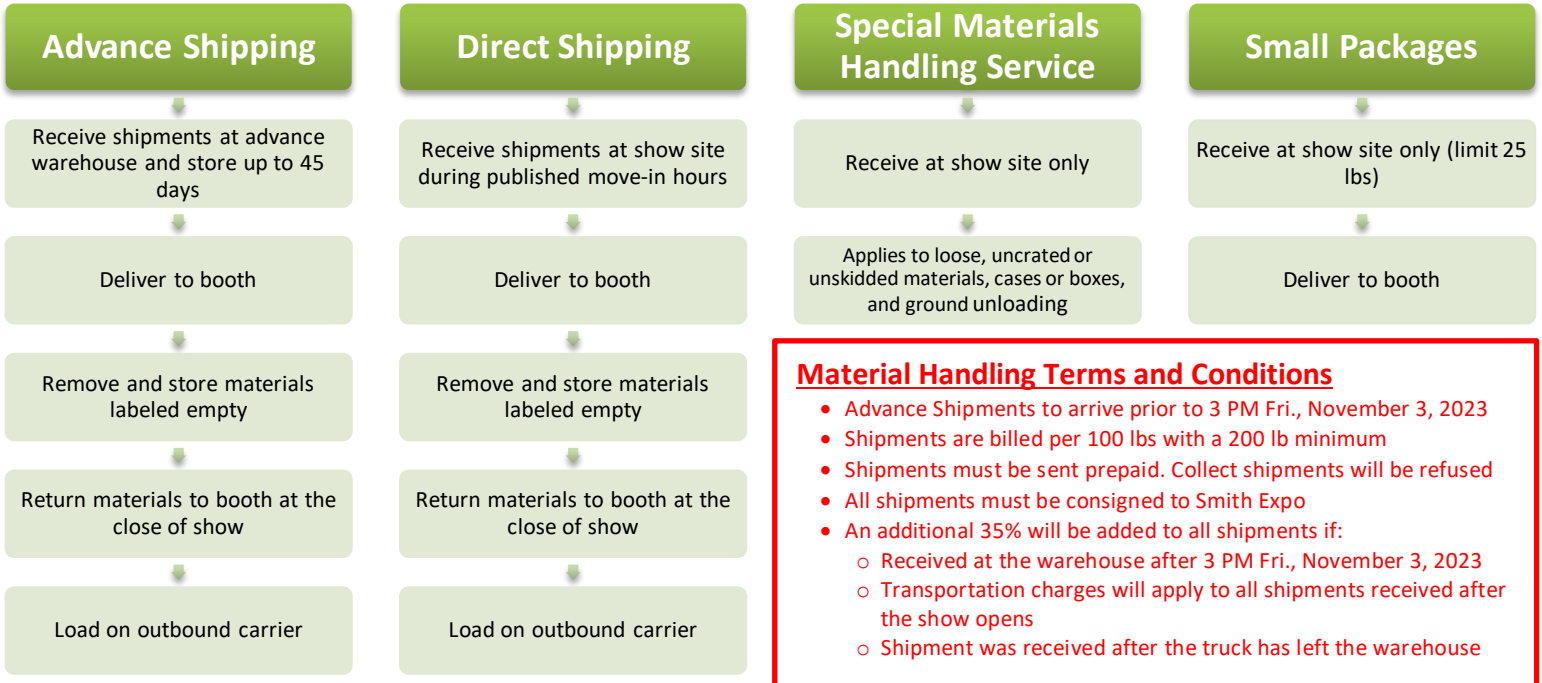 Advance Shipping
Receive shipments at advance
warehouse and store up to 45
days
Deliver to booth
Remove and store materials
labeled empty
Return materials to booth at the
close of show
Load on outbound carrier
Direct Shipping
Receive shipments at show site
during published move-in hours
Deliver to booth
Remove and store materials
labeled empty
Return materials to booth at the
close of show
Load on outbound carrier
Special Materials
Handling Service
Receive at show site only
Applies to loose, uncrated or
unskidded materials, cases or boxes,
and ground unloading
Small Packages
Receive at show site only (limit 25
lbs)
Deliver to booth
Material Handling Terms and Conditions
• Advance Shipments to arrive prior to 3 PM Fri., November 3, 2023
• Shipments are billed per 100 lbs with a 200 lb minimum
• Shipments must be sent prepaid. Collect shipments will be refused
• All shipments must be consigned to Smith Expo
• An additional 35% will be added to all shipments if:
o Received at the warehouse after 3 PM Fri., November 3, 2023
o Transportation charges will apply to all shipments received after
the show opens
o Shipment was received after the truck has left the warehouse